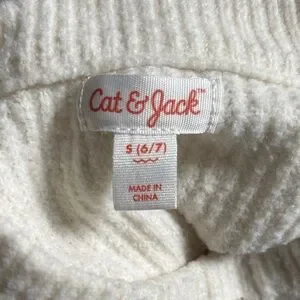 Cat & Jack™
S (6/7)
MADE IN
CHINA